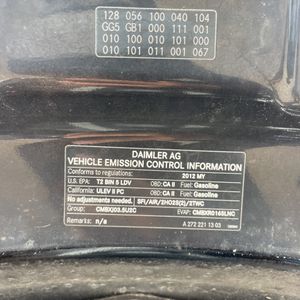 128 056 100 040 104
GG5 GB1 000 111 001
010 100 010 101 000
010 101 011 001 067
DAIMLER AG
VEHICLE EMISSION CONTROL INFORMATION
Conforms to regulations: 2012 MY
U.S. EPA: T2 BIN 5 LDV OBD: CA II Fuel: Gasoline
California: ULEV II PC OBD: CA II Fuel: Gasoline
No adjustments needed. SFI/AIR/2HO2S(2)/2TWC
Group: CMBXV03.5U2C EVAP: CMBXR0145LNC
Remarks: n/a
A 272 221 13 03